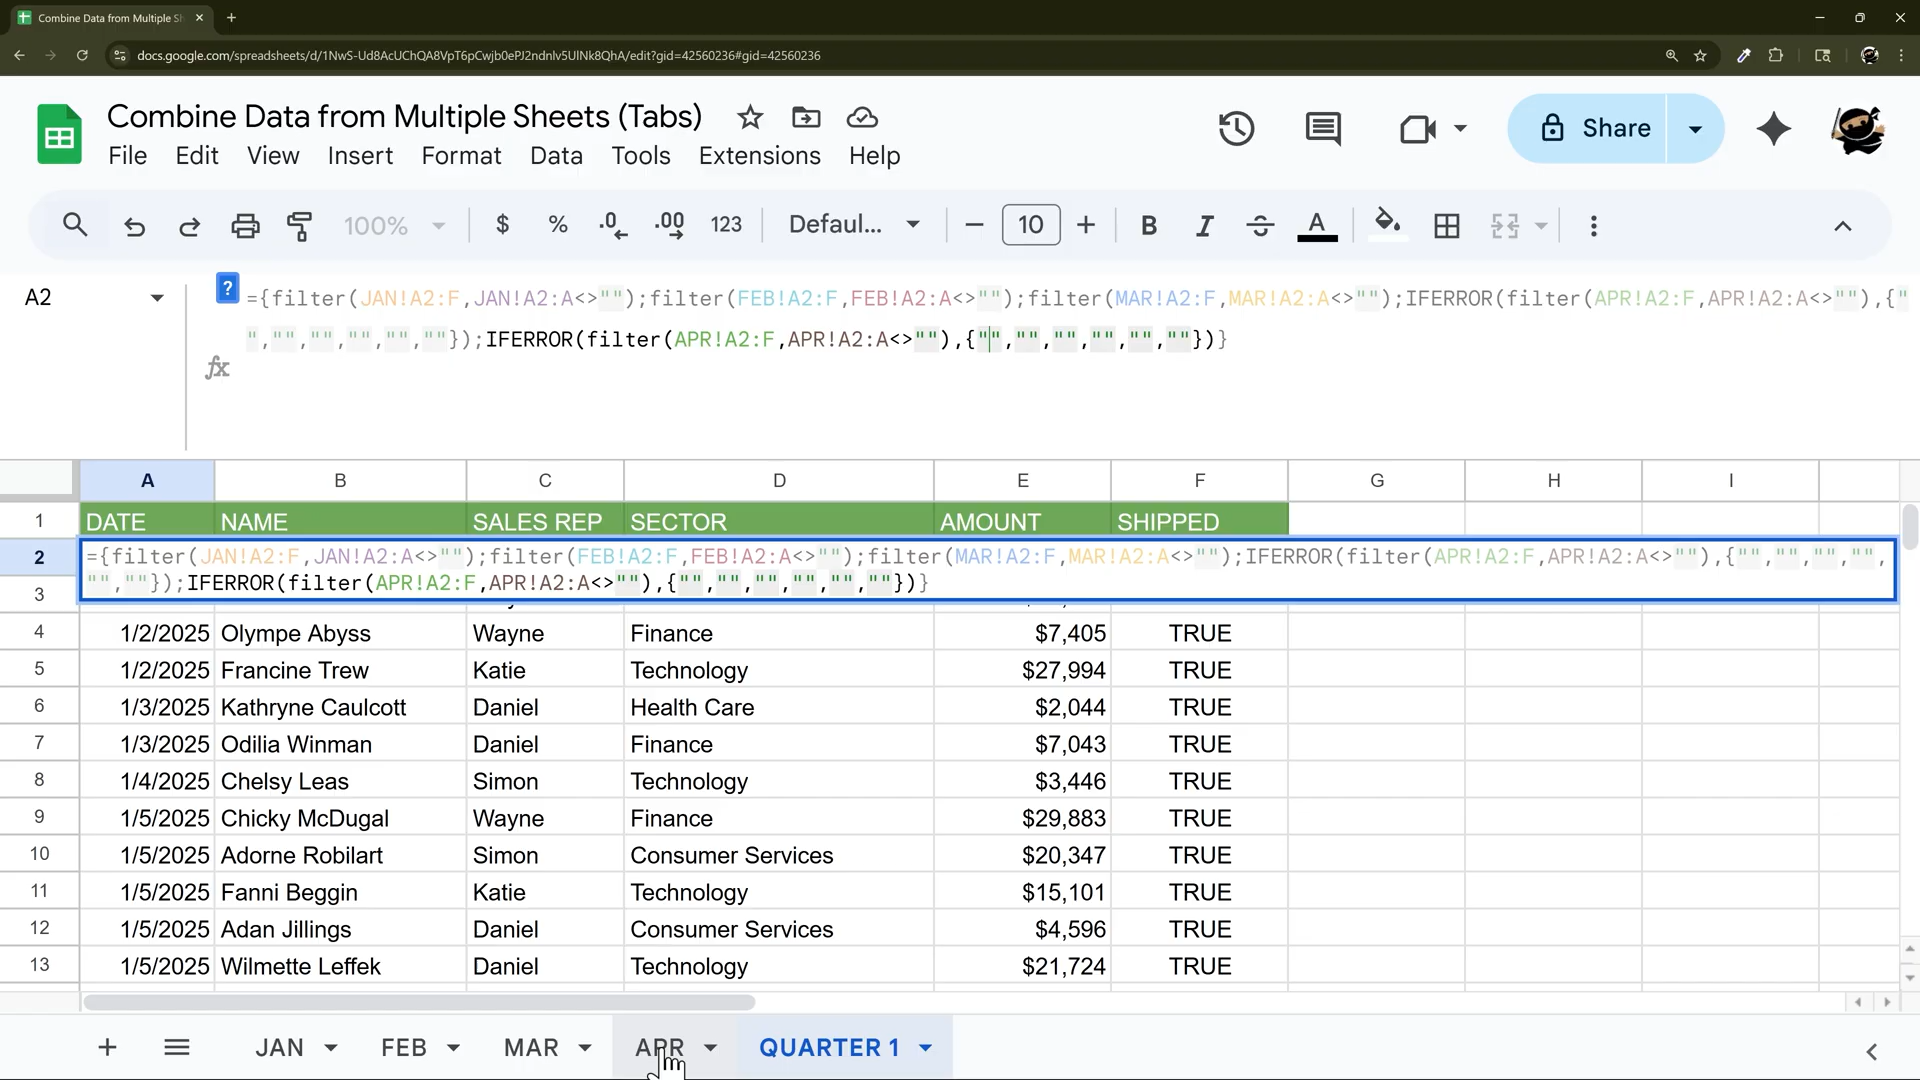 Combine Data from Multiple Sh
docs.google.com/spreadsheets/d/1NwS-Ud8AcUChQA8VpT6pCwjb0ePJ2ndnlv5UlNk8QhA/edit?gid=42560236#gid=42560236
Combine Data from Multiple Sheets (Tabs)
Share
File Edit View Insert Format Data Tools Extensions Help
100% $ % .0 .00 123 Defaul... 10 B I S A
A2
? ={filter(JAN!A2:F,JAN!A2:A<>"");filter(FEB!A2:F,FEB!A2:A<>"");filter(MAR!A2:F,MAR!A2:A<>"");IFERROR(filter(APR!A2:F,APR!A2:A<>""),{"
","","","","",""});IFERROR(filter(APR!A2:F,APR!A2:A<>""),{"","","","","",""})}
fx
A B C D E F G H I
1 DATE NAME SALES REP SECTOR AMOUNT SHIPPED
2 ={filter(JAN!A2:F,JAN!A2:A<>"");filter(FEB!A2:F,FEB!A2:A<>"");filter(MAR!A2:F,MAR!A2:A<>"");IFERROR(filter(APR!A2:F,APR!A2:A<>""),{"","","","",
3 "",""});IFERROR(filter(APR!A2:F,APR!A2:A<>""),{"","","","","",""})}
4 1/2/2025 Olympe Abyss Wayne Finance $7,405 TRUE
5 1/2/2025 Francine Trew Katie Technology $27,994 TRUE
6 1/3/2025 Kathryne Caulcott Daniel Health Care $2,044 TRUE
7 1/3/2025 Odilia Winman Daniel Finance $7,043 TRUE
8 1/4/2025 Chelsy Leas Simon Technology $3,446 TRUE
9 1/5/2025 Chicky McDugal Wayne Finance $29,883 TRUE
10 1/5/2025 Adorne Robilart Simon Consumer Services $20,347 TRUE
11 1/5/2025 Fanni Beggin Katie Technology $15,101 TRUE
12 1/5/2025 Adan Jillings Daniel Consumer Services $4,596 TRUE
13 1/5/2025 Wilmette Leffek Daniel Technology $21,724 TRUE
JAN FEB MAR APR QUARTER 1